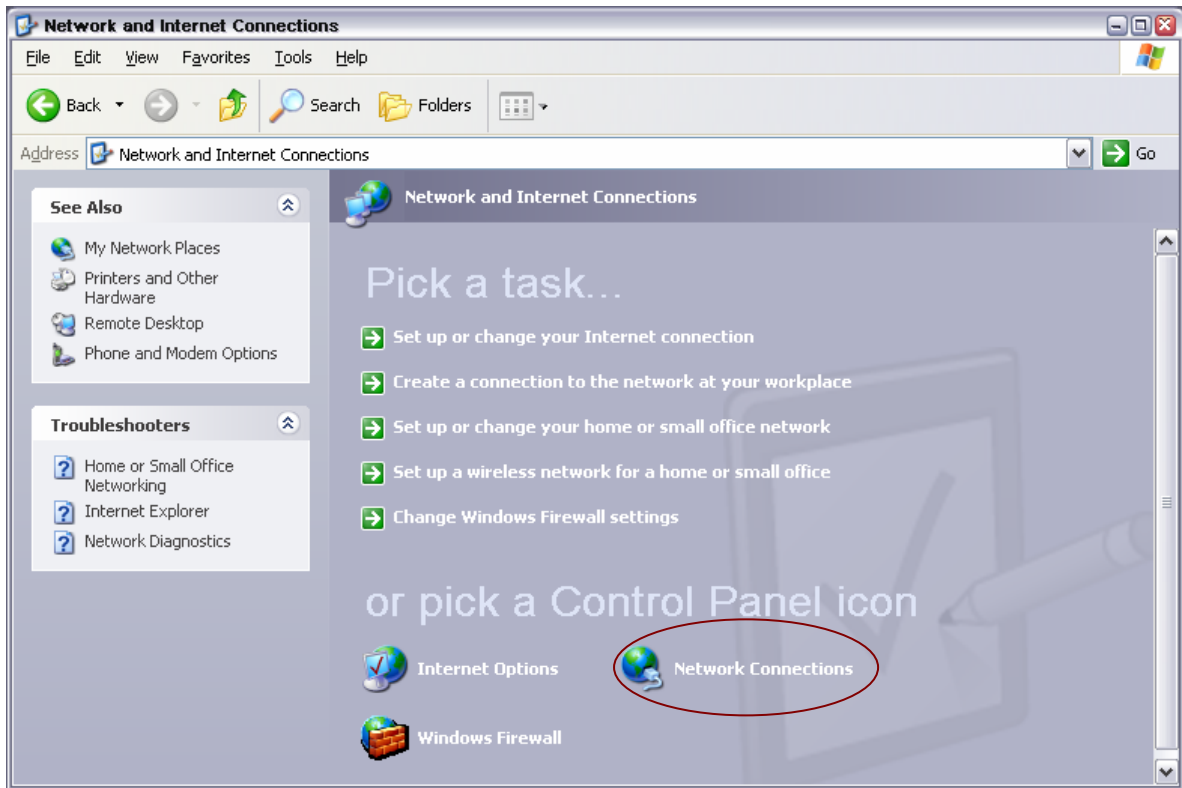 Network and Internet Connections
File Edit View Favorites Tools Help
Back Search Folders
Address Network and Internet Connections Go
See Also
My Network Places
Printers and Other
Hardware
Remote Desktop
Phone and Modem Options
Troubleshooters
Home or Small Office
Networking
Internet Explorer
Network Diagnostics
Network and Internet Connections
Pick a task...
Set up or change your Internet connection
Create a connection to the network at your workplace
Set up or change your home or small office network
Set up a wireless network for a home or small office
Change Windows Firewall settings
or pick a Control Panel icon
Internet Options Network Connections
Windows Firewall